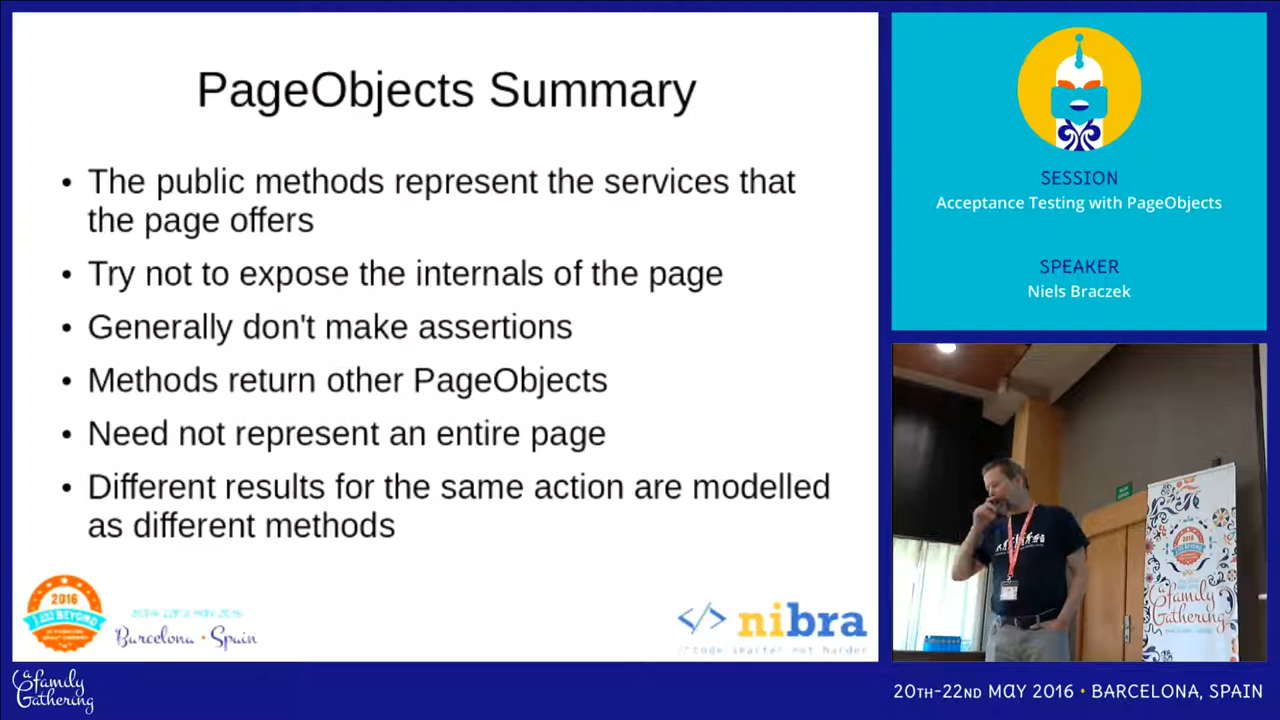 PageObjects Summary
• The public methods represent the services that
the page offers
• Try not to expose the internals of the page
• Generally don't make assertions
• Methods return other PageObjects
• Need not represent an entire page
• Different results for the same action are modelled
as different methods
2016
Barcelona • Spain
</> nibra
SESSION
Acceptance Testing with PageObjects
SPEAKER
Niels Braczek
a family
Gathering
a family
Gathering
20TH-22ND MAY 2016 • BARCELONA, SPAIN